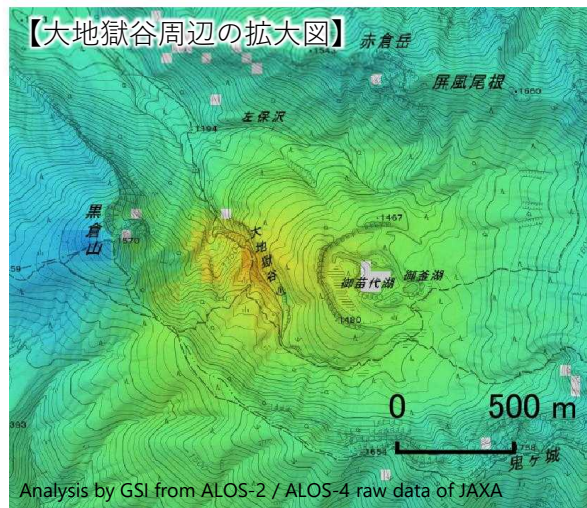 【大地獄谷周辺の拡大図】
赤倉岳
屏風尾根
1660
左保沢
1194
黒倉山
1570
大地獄谷
1467
御苗代湖
御釜湖
1480
0 500 m
鬼ヶ城
Analysis by GSI from ALOS-2 / ALOS-4 raw data of JAXA